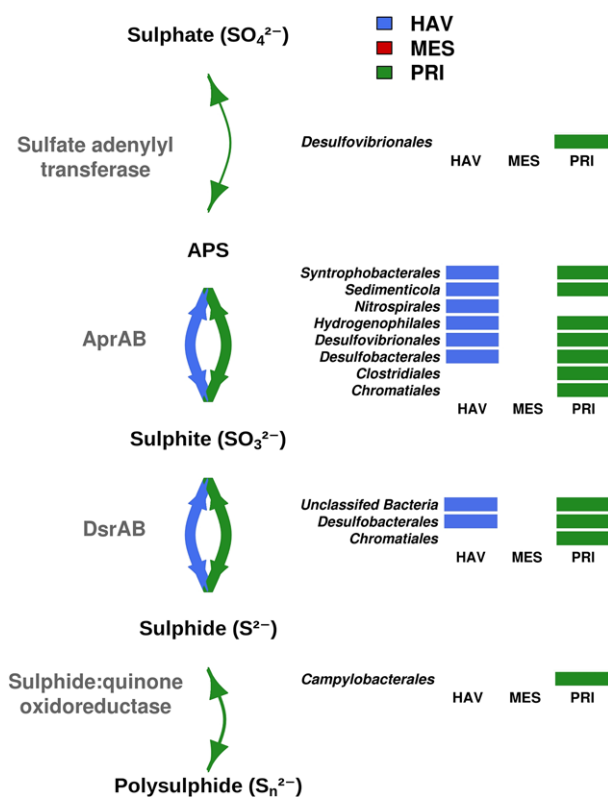 Sulphate (SO₄²⁻)
HAV
MES
PRI
Sulfate adenylyl
transferase
Desulfovibrionales
HAV MES PRI
APS
AprAB
Syntrophobacterales
Sedimenticola
Nitrospirales
Hydrogenophilales
Desulfovibrionales
Desulfobacterales
Clostridiales
Chromatiales
HAV MES PRI
Sulphite (SO₃²⁻)
DsrAB
Unclassifed Bacteria
Desulfobacterales
Chromatiales
HAV MES PRI
Sulphide (S²⁻)
Sulphide:quinone
oxidoreductase
Campylobacterales
HAV MES PRI
Polysulphide (Sₙ²⁻)